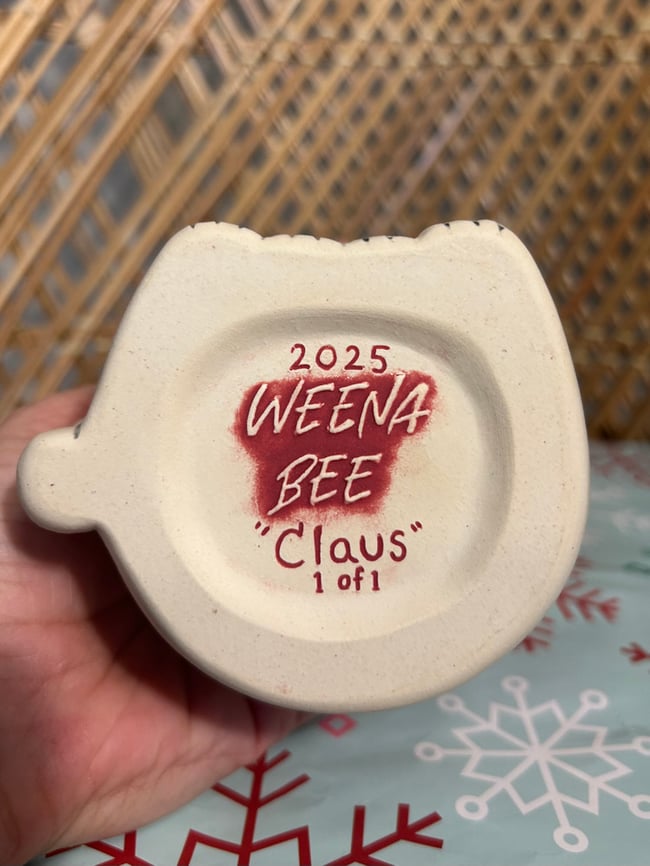 2025
WEENA
BEE
"Claus"
1 of 1